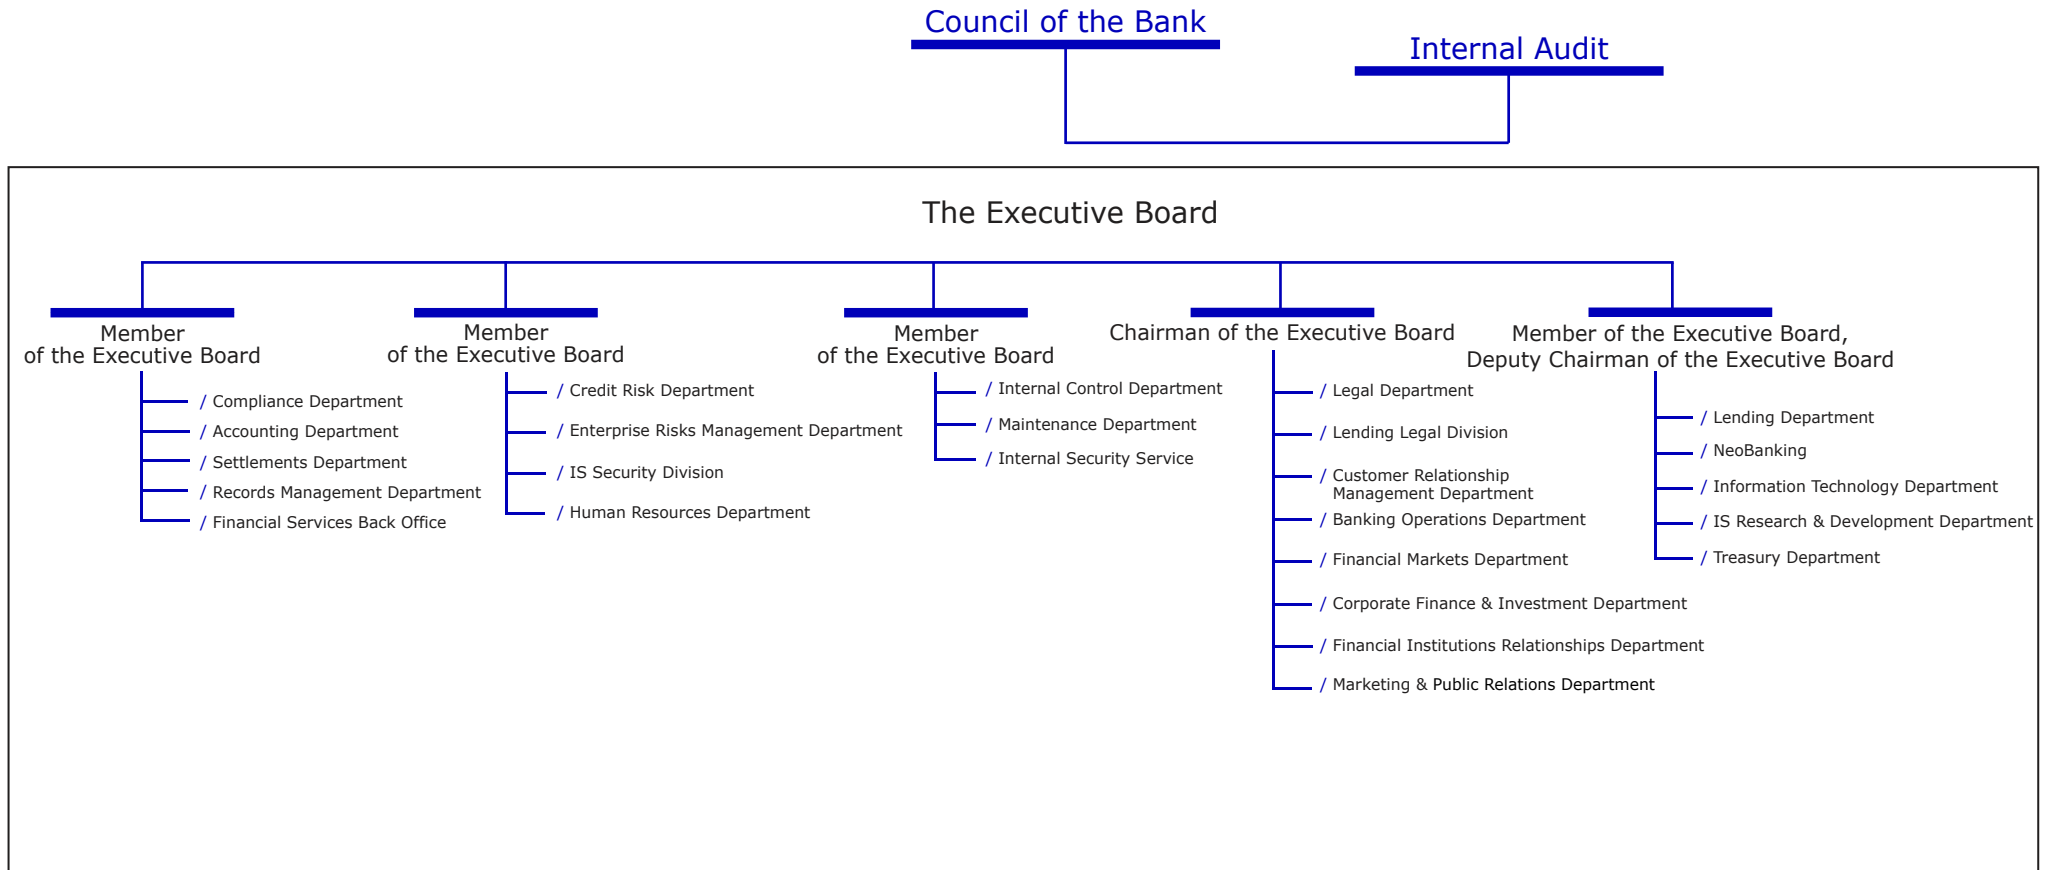 Council of the Bank
Internal Audit
The Executive Board
Member
of the Executive Board
/ Compliance Department
/ Accounting Department
/ Settlements Department
/ Records Management Department
/ Financial Services Back Office
Member
of the Executive Board
/ Credit Risk Department
/ Enterprise Risks Management Department
/ IS Security Division
/ Human Resources Department
Member
of the Executive Board
/ Internal Control Department
/ Maintenance Department
/ Internal Security Service
Chairman of the Executive Board
/ Legal Department
/ Lending Legal Division
/ Customer Relationship
Management Department
/ Banking Operations Department
/ Financial Markets Department
/ Corporate Finance & Investment Department
/ Financial Institutions Relationships Department
/ Marketing & Public Relations Department
Member of the Executive Board,
Deputy Chairman of the Executive Board
/ Lending Department
/ NeoBanking
/ Information Technology Department
/ IS Research & Development Department
/ Treasury Department